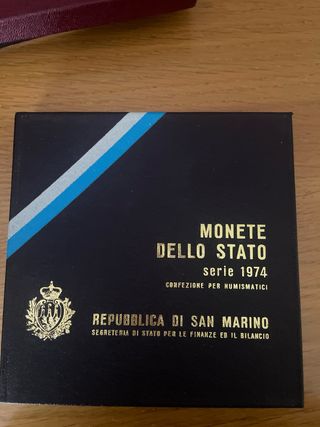 MONETE
DELLO STATO
serie 1974
CONFEZIONE PER NUMISMATICI
REPUBBLICA DI SAN MARINO
SEGRETERIA DI STATO PER LE FINANZE ED IL BILANCIO